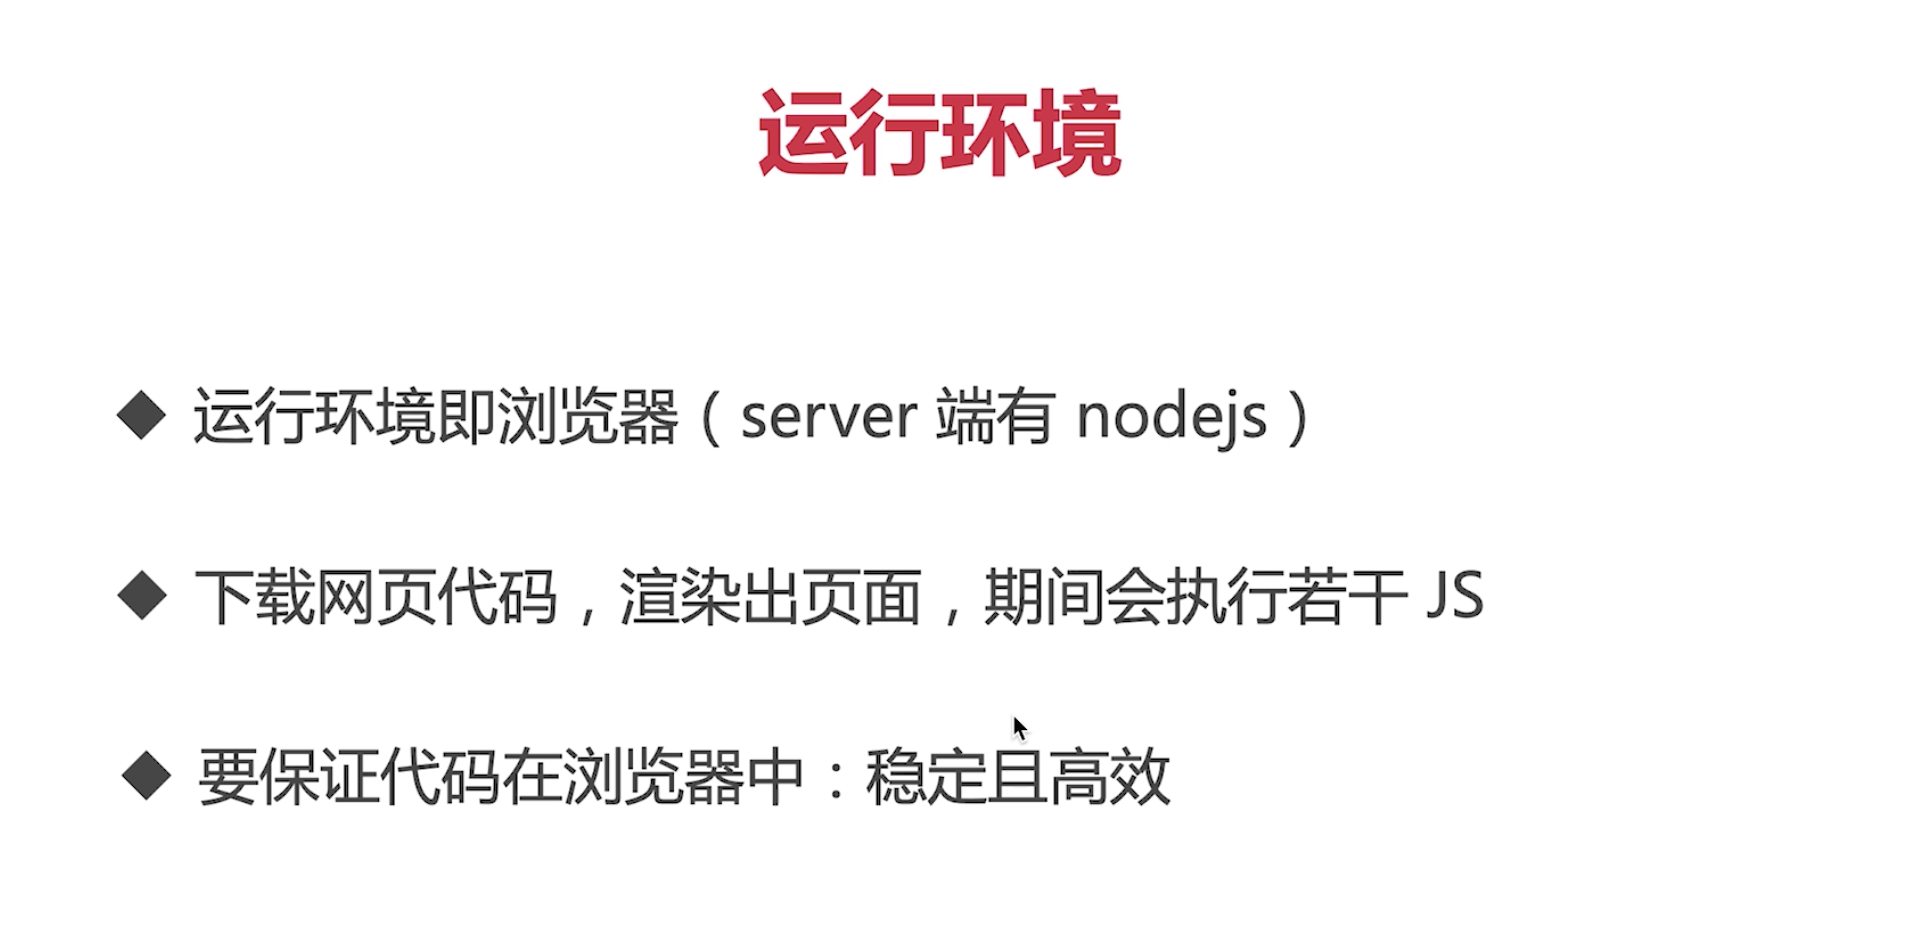 运行环境
◆ 运行环境即浏览器（server 端有 nodejs）
◆ 下载网页代码，渲染出页面，期间会执行若干 JS
◆ 要保证代码在浏览器中：稳定且高效